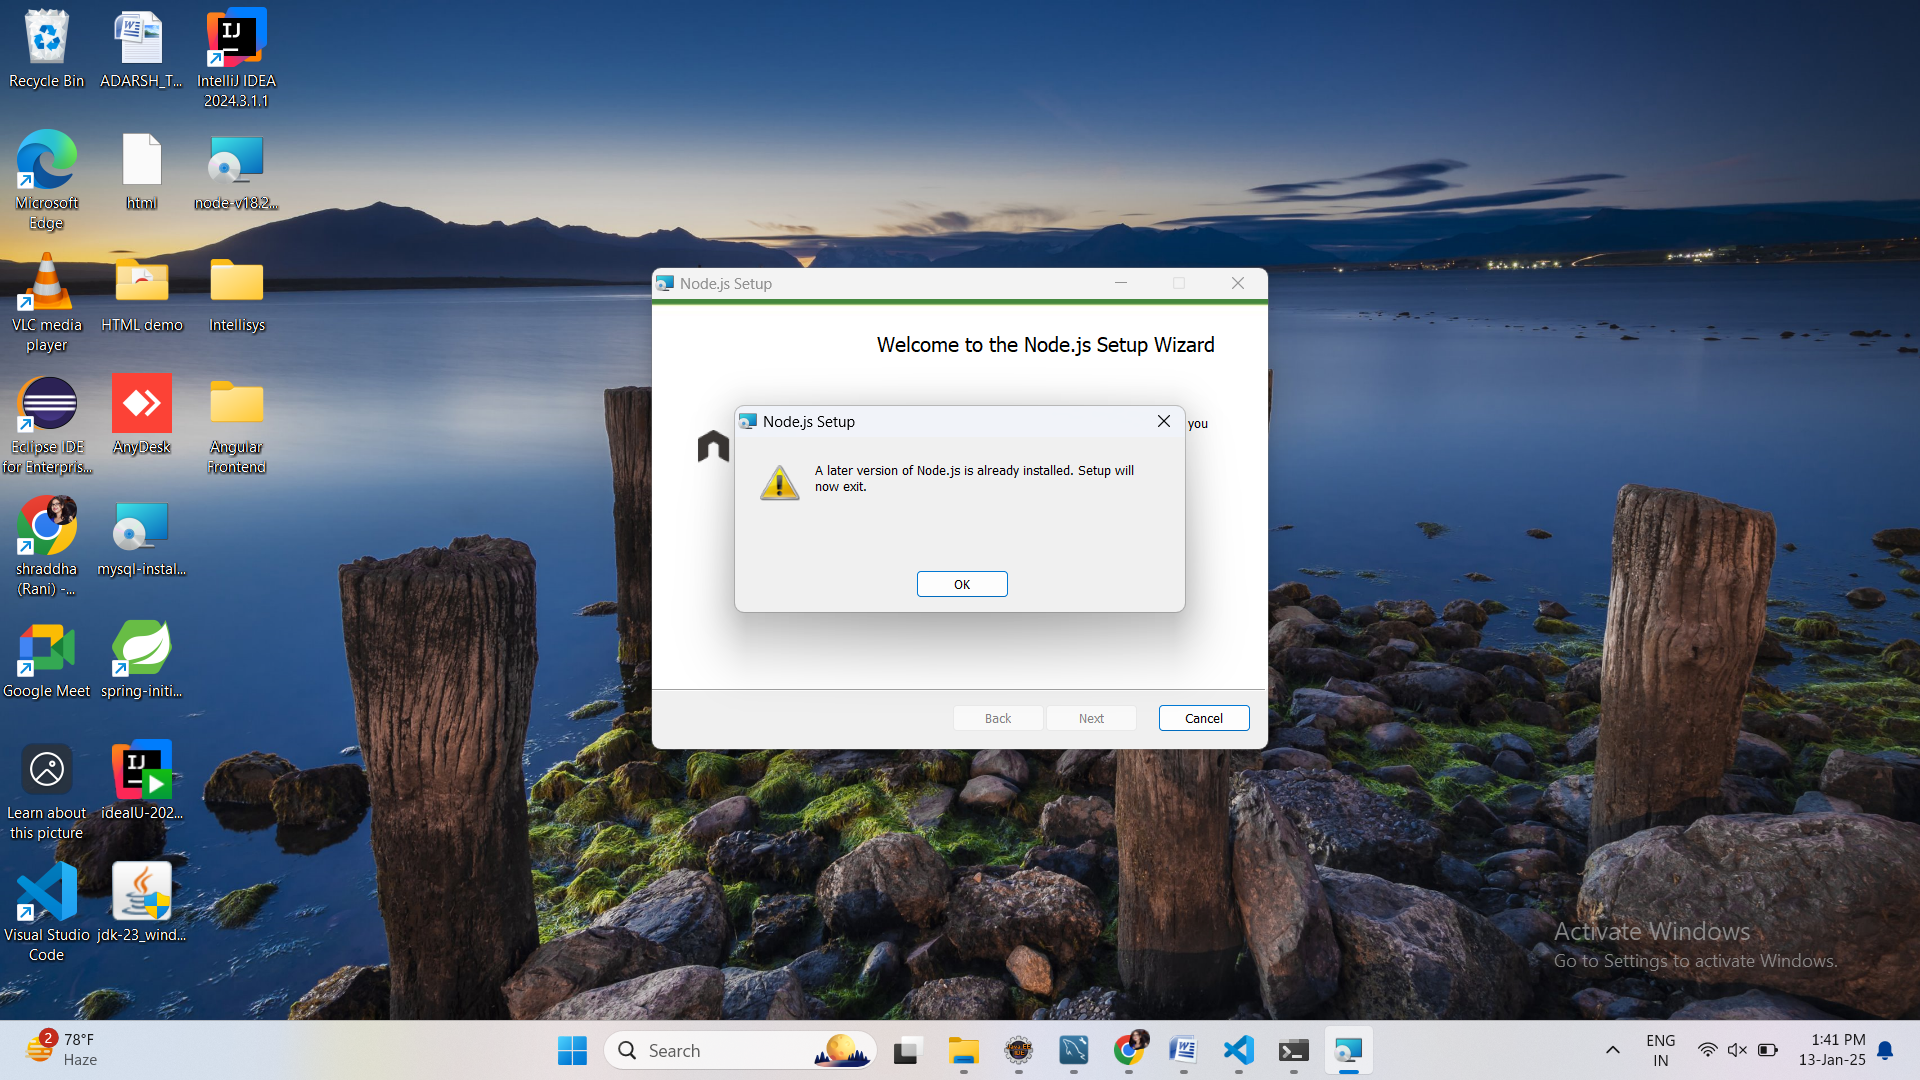 Recycle Bin
ADARSH_T...
IntelliJ IDEA
2024.3.1.1
Microsoft
Edge
html
node-v18.2...
VLC media
player
HTML demo
Intellisys
Eclipse IDE
for Enterpris...
AnyDesk
Angular
Frontend
shraddha
(Rani) -...
mysql-instal...
Google Meet
spring-initi...
Learn about
this picture
ideaIU-202...
Visual Studio
Code
jdk-23_wind...
Node.js Setup
Welcome to the Node.js Setup Wizard
you
Node.js Setup
A later version of Node.js is already installed. Setup will
now exit.
OK
Back
Next
Cancel
Activate Windows
Go to Settings to activate Windows.
2
78°F
Haze
Search
ENG
IN
1:41 PM
13-Jan-25